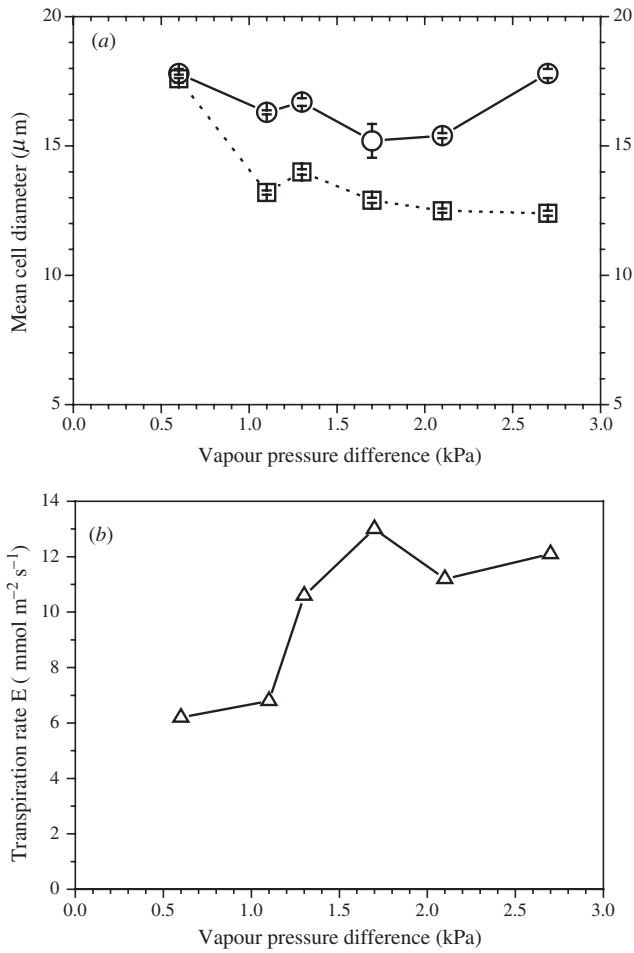 (a)
20
15
10
5
20
15
10
5
Mean cell diameter (μm)
0.0 0.5 1.0 1.5 2.0 2.5 3.0
Vapour pressure difference (kPa)
(b)
14
12
10
8
6
4
2
0
Transpiration rate E ( mmol m⁻² s⁻¹)
0.0 0.5 1.0 1.5 2.0 2.5 3.0
Vapour pressure difference (kPa)